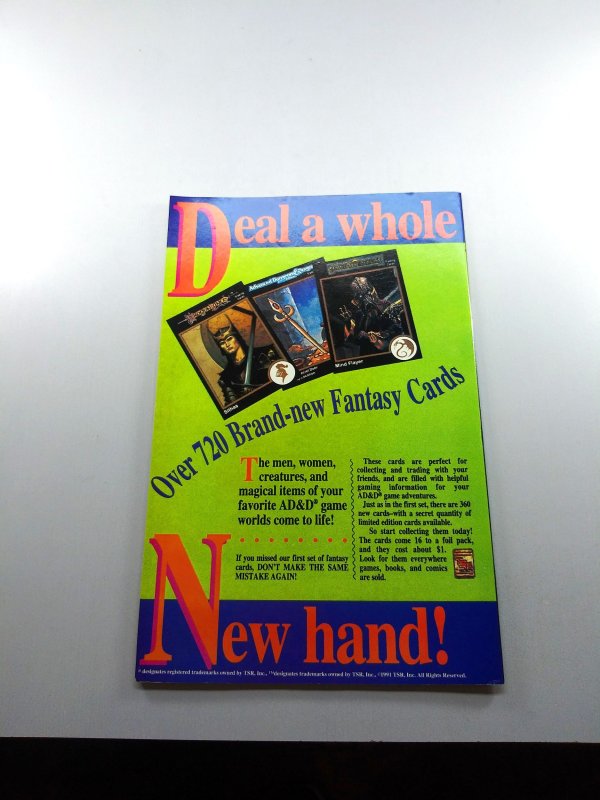 Deal a whole
Advanced Dungeons & Dragons
Mind Flayer
Over 720 Brand-new Fantasy Cards
The men, women,
creatures, and
magical items of your
favorite AD&D® game
worlds come to life!
If you missed our first set of fantasy
cards, DON'T MAKE THE SAME
MISTAKE AGAIN!
These cards are perfect for
collecting and trading with your
friends, and are filled with helpful
gaming information for your
AD&D® game adventures.
Just as in the first set, there are 360
new cards–with a secret quantity of
limited edition cards available.
So start collecting them today!
The cards come 16 to a foil pack,
and they cost about $1.
Look for them everywhere
games, books, and comics
are sold.
New hand!
® designates registered trademarks owned by TSR, Inc., ™designates trademarks owned by TSR, Inc., ©1991 TSR, Inc. All Rights Reserved.